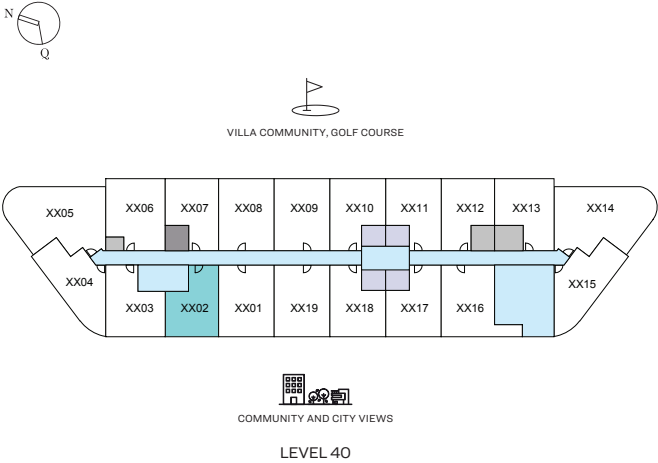 N
Q
VILLA COMMUNITY, GOLF COURSE
XX05 XX06 XX07 XX08 XX09 XX10 XX11 XX12 XX13 XX14
XX04 XX03 XX02 XX01 XX19 XX18 XX17 XX16 XX15
COMMUNITY AND CITY VIEWS
LEVEL 40